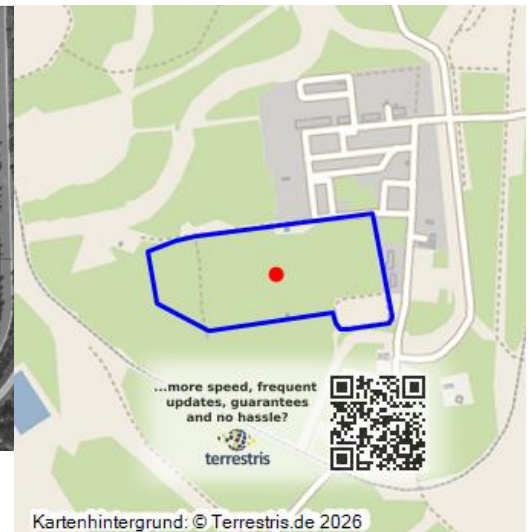 ...more speed, frequent
updates, guarantees
and no hassle?
terrestris
Kartenhintergrund: © Terrestris.de 2026